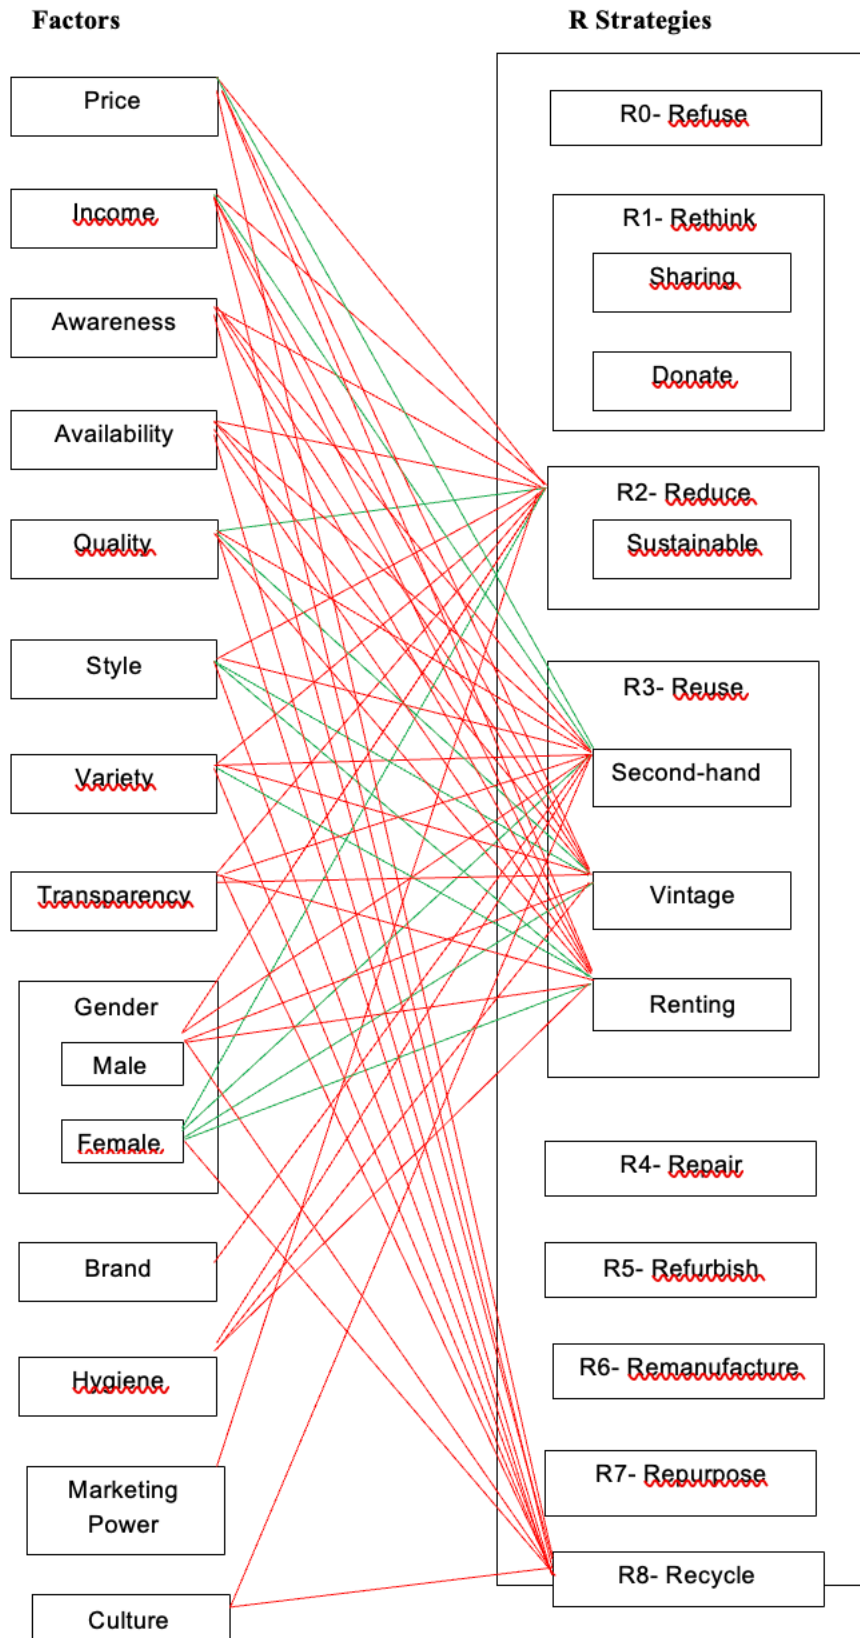 Factors
Price
Income
Awareness
Availability
Quality
Style
Variety
Transparency
Gender
Male
Female
Brand
Hygiene
Marketing
Power
Culture
R Strategies
R0- Refuse
R1- Rethink
Sharing
Donate
R2- Reduce
Sustainable
R3- Reuse
Second-hand
Vintage
Renting
R4- Repair
R5- Refurbish
R6- Remanufacture
R7- Repurpose
R8- Recycle